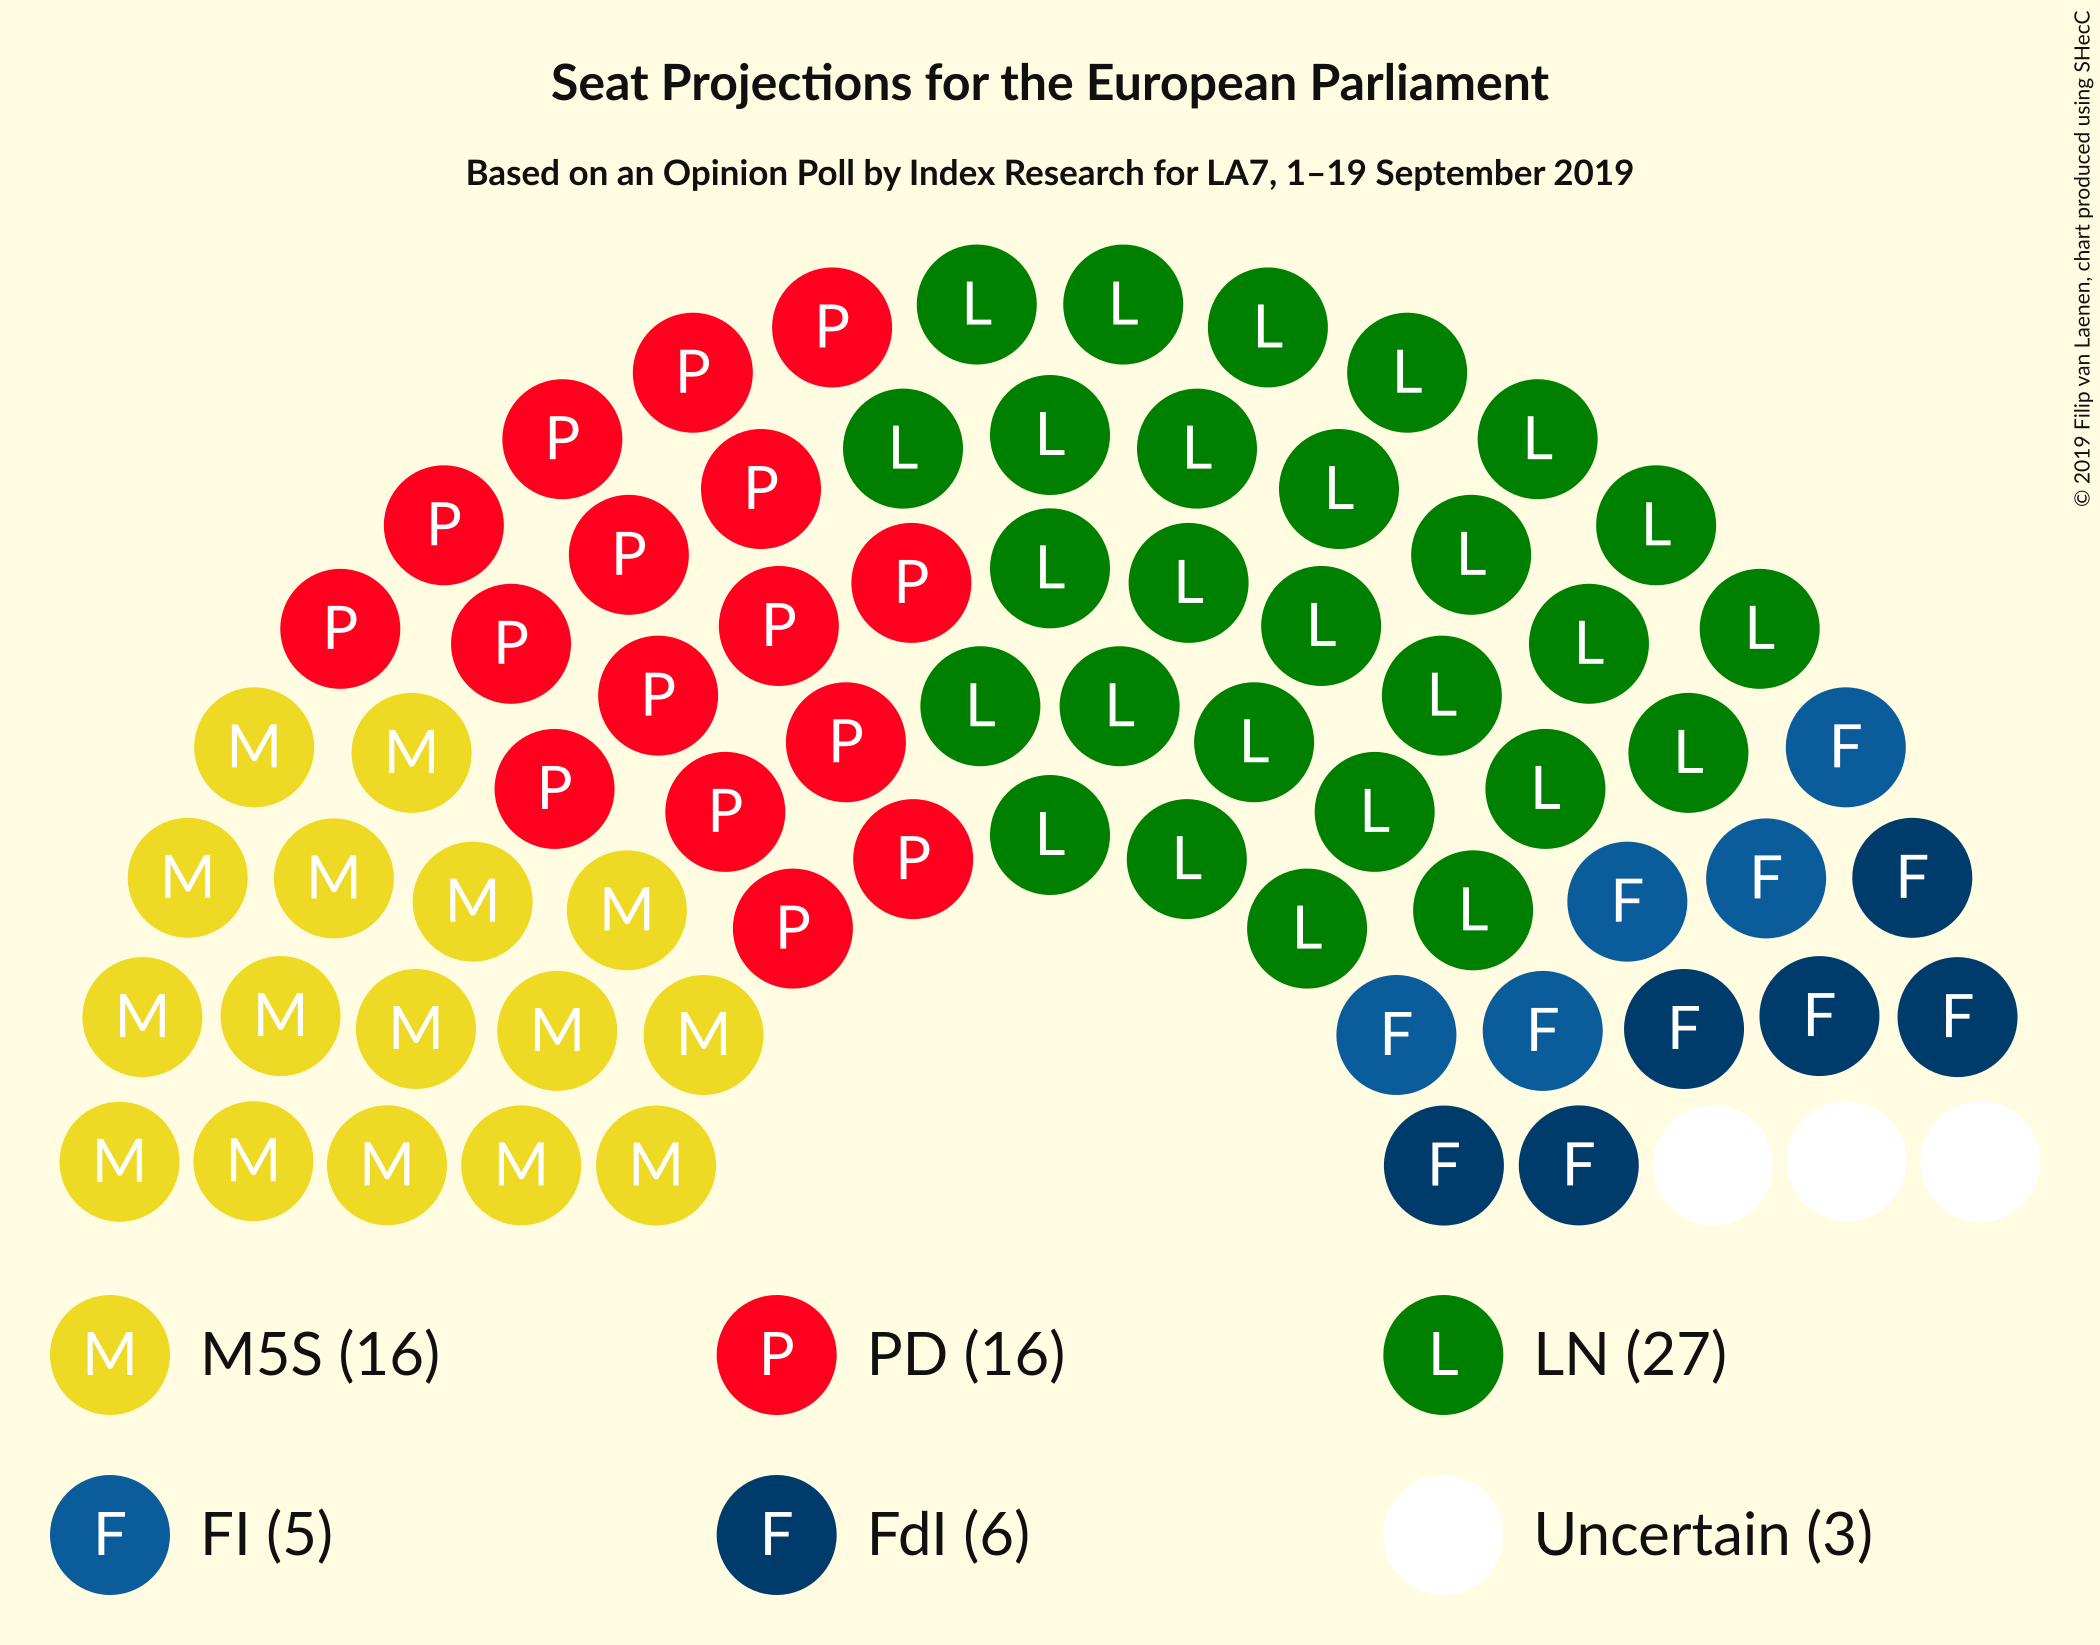 Seat Projections for the European Parliament
Based on an Opinion Poll by Index Research for LA7, 1–19 September 2019
© 2019 Filip van Laenen, chart produced using SHecC
L L
P L
P L
P L L L L
P L
P L
P L
P L L
P L
P P L L
P L
P L
L L
M M P L L F
P L
P L
L
M M P L F F
M M L F
P L
M M M M M F F F F F
M M M M M F F
M M5S (16) P PD (16) L LN (27)
F FI (5) F FdI (6) Uncertain (3)